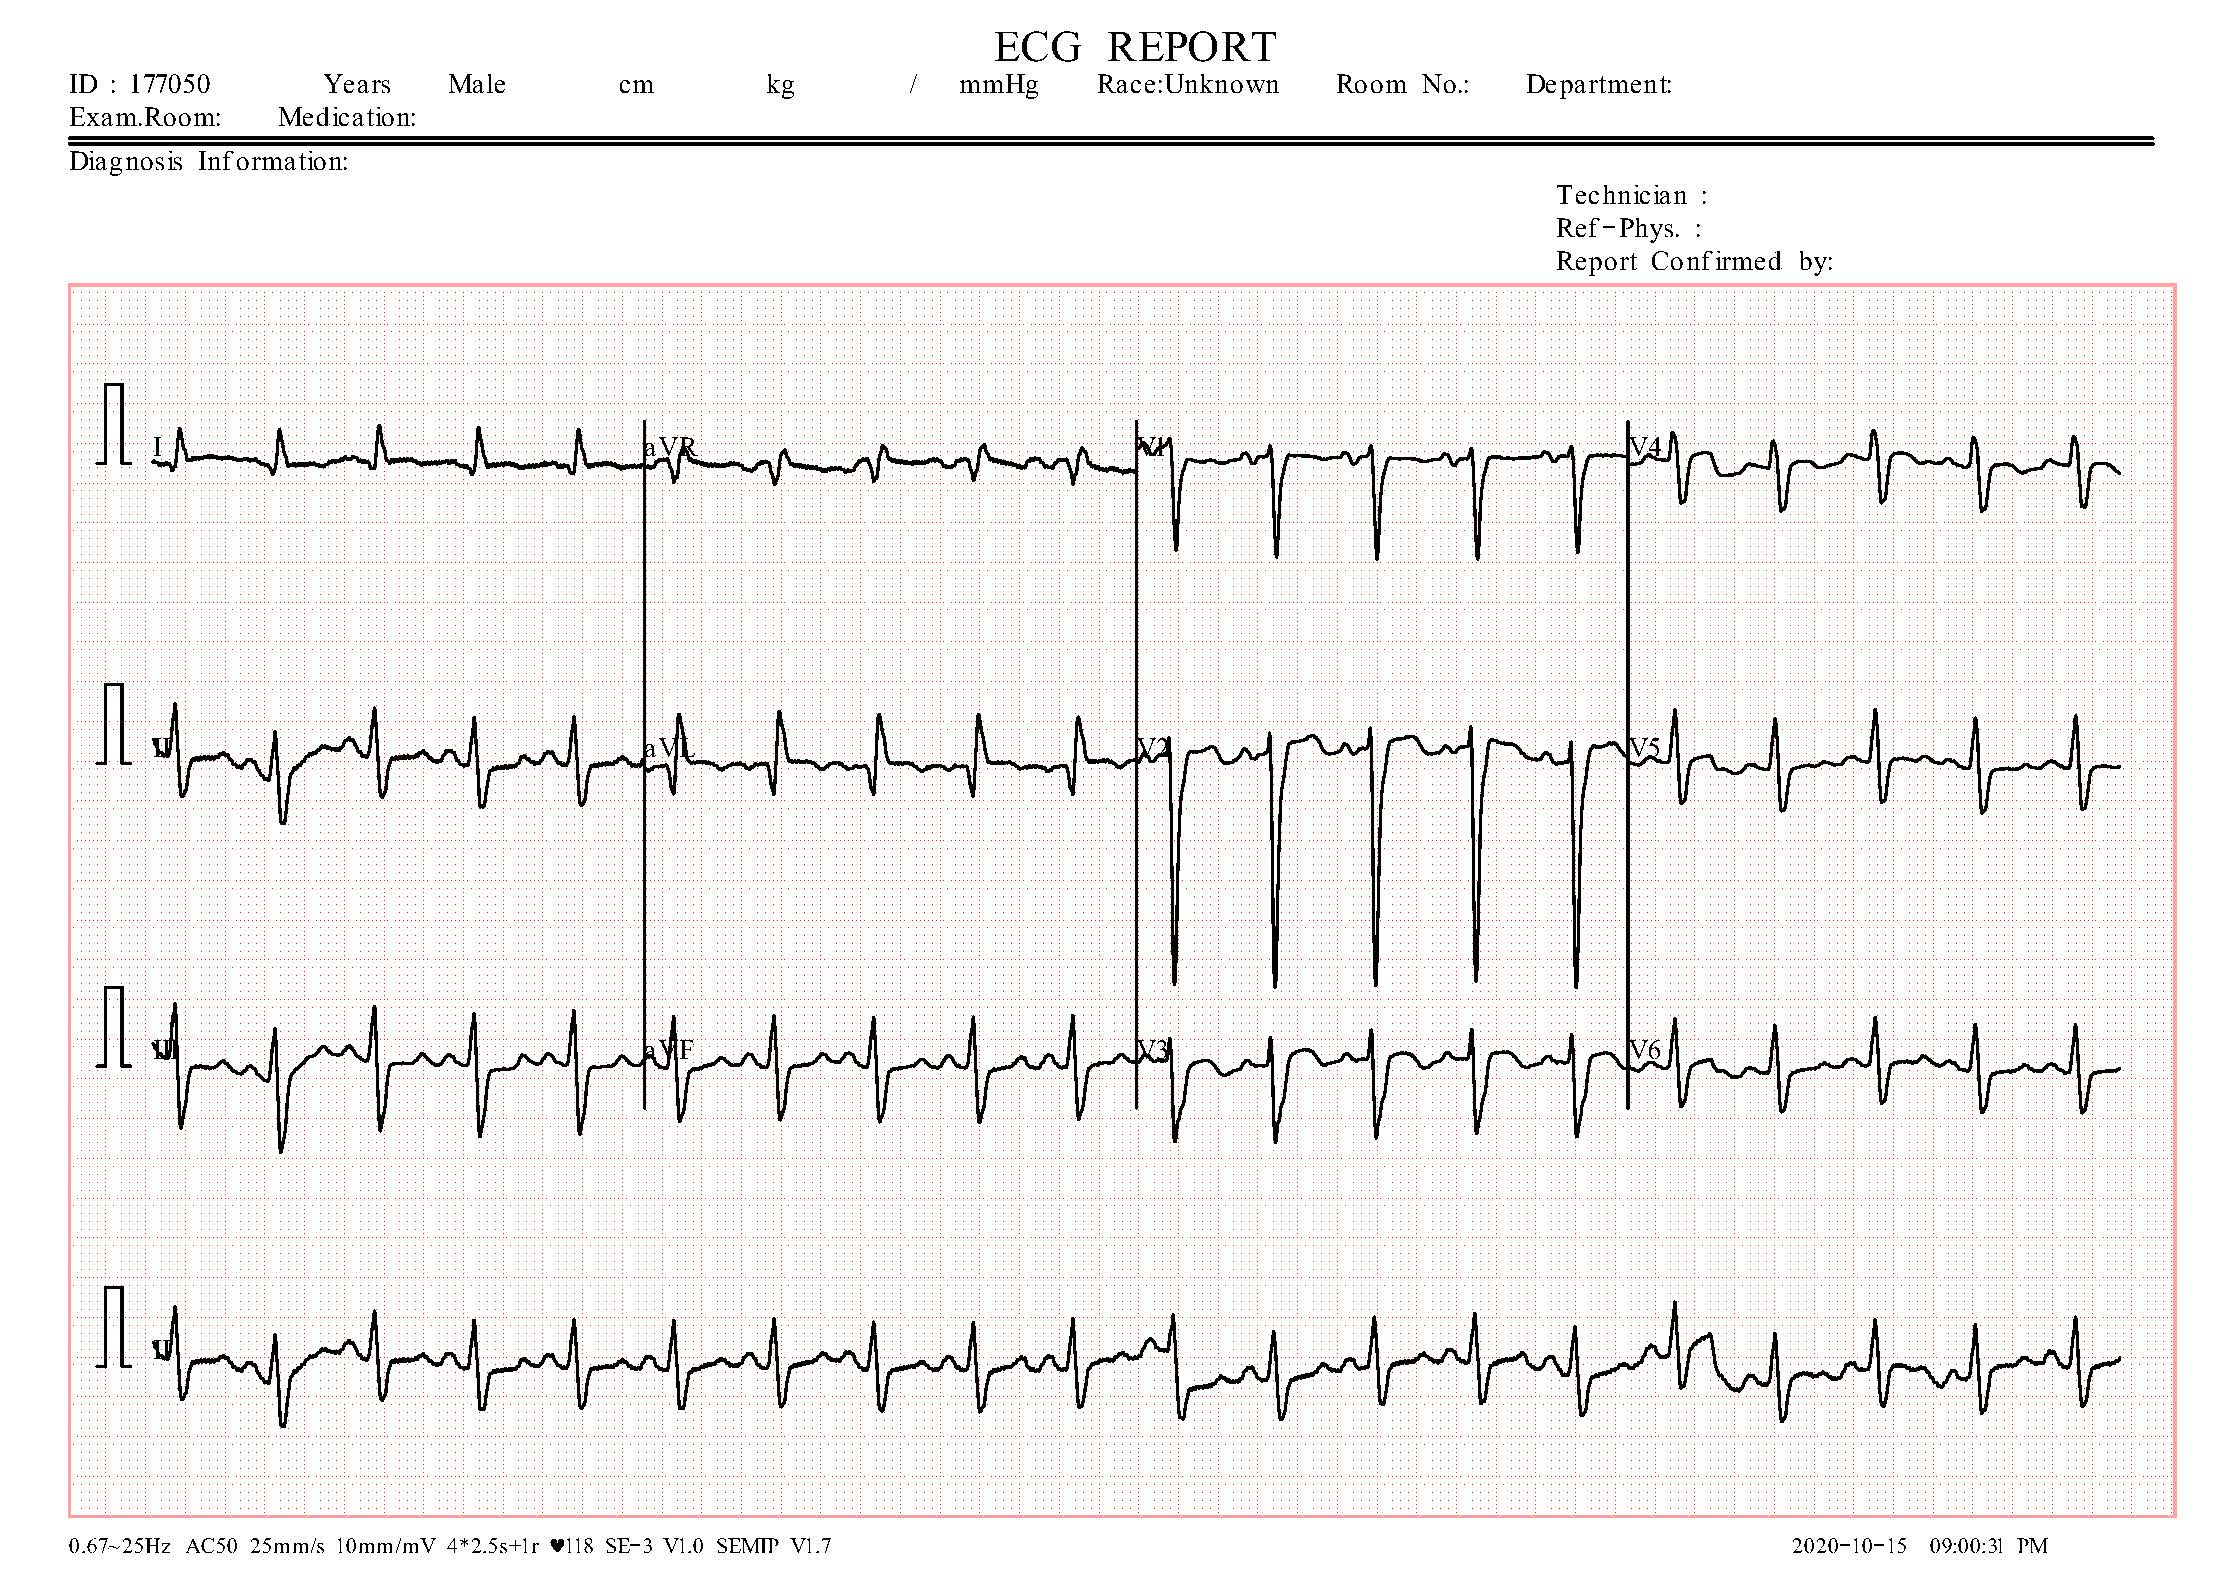 ECG REPORT
ID : 177050 Years Male cm kg / mmHg Race:Unknown Room No.: Department:
Exam.Room: Medication:
Diagnosis Information:
Technician :
Ref-Phys. :
Report Confirmed by:
I aVR V1 V4
II aVL V2 V5
III aVF V3 V6
II
0.67~25Hz AC50 25mm/s 10mm/mV 4*2.5s+1r ♥118 SE-3 V1.0 SEMIP V1.7 2020-10-15 09:00:31 PM